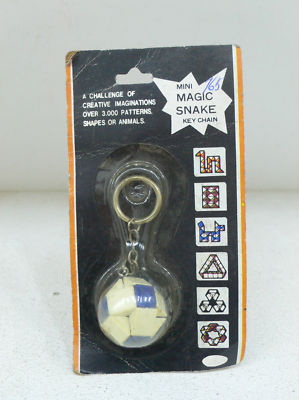 MINI
MAGIC
SNAKE
KEY CHAIN
A CHALLENGE OF
CREATIVE IMAGINATIONS
OVER 3,000 PATTERNS,
SHAPES OR ANIMALS.